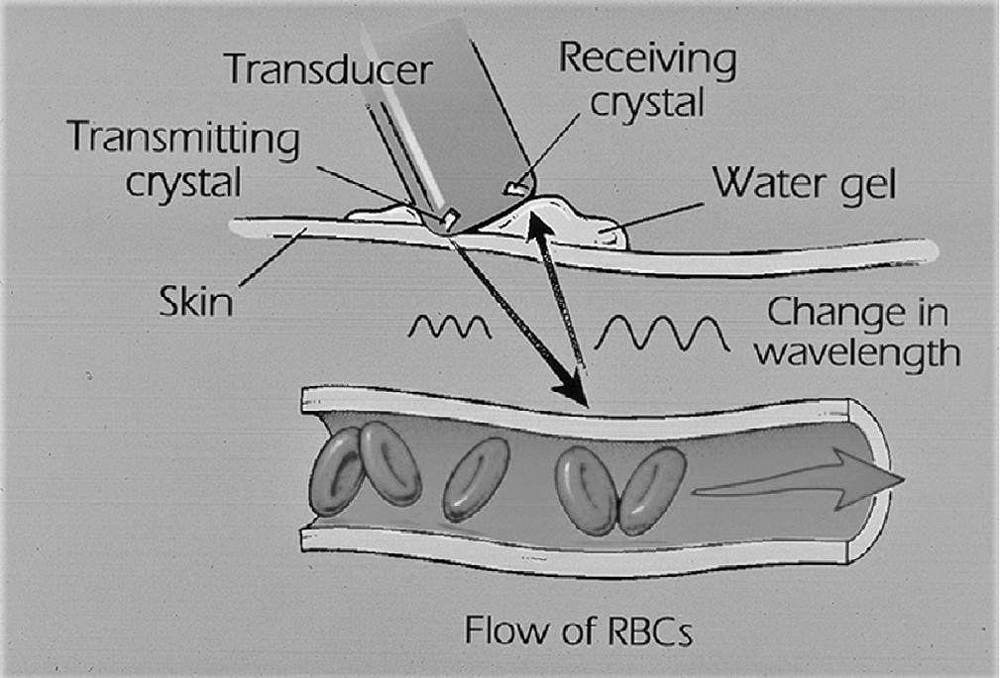 Transducer
Receiving
crystal
Transmitting
crystal
Water gel
Skin
Change in
wavelength
Flow of RBCs